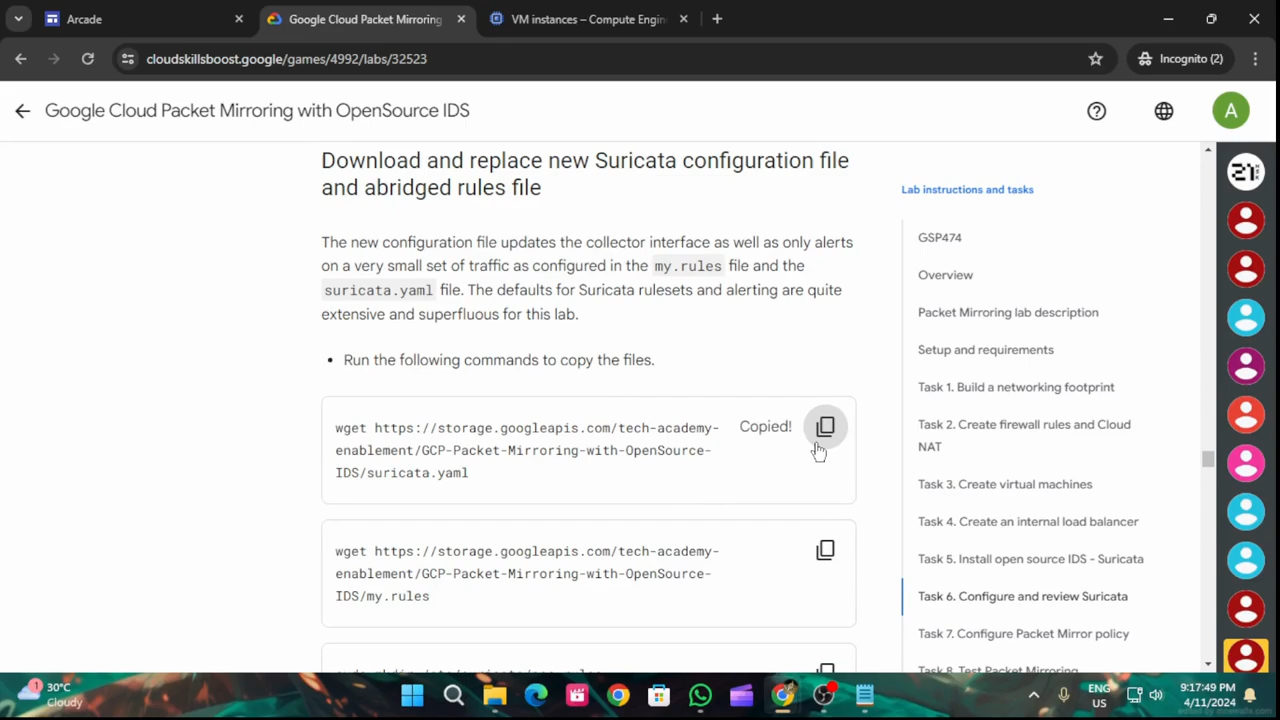 Arcade
Google Cloud Packet Mirroring
VM instances – Compute Engin
cloudskillsboost.google/games/4992/labs/32523
Incognito (2)
Google Cloud Packet Mirroring with OpenSource IDS
A
Download and replace new Suricata configuration file
and abridged rules file
The new configuration file updates the collector interface as well as only alerts
on a very small set of traffic as configured in the my.rules file and the
suricata.yaml file. The defaults for Suricata rulesets and alerting are quite
extensive and superfluous for this lab.
• Run the following commands to copy the files.
wget https://storage.googleapis.com/tech-academy-
enablement/GCP-Packet-Mirroring-with-OpenSource-
IDS/suricata.yaml
Copied!
wget https://storage.googleapis.com/tech-academy-
enablement/GCP-Packet-Mirroring-with-OpenSource-
IDS/my.rules
Lab instructions and tasks
GSP474
Overview
Packet Mirroring lab description
Setup and requirements
Task 1. Build a networking footprint
Task 2. Create firewall rules and Cloud
NAT
Task 3. Create virtual machines
Task 4. Create an internal load balancer
Task 5. Install open source IDS - Suricata
Task 6. Configure and review Suricata
Task 7. Configure Packet Mirror policy
Task 8. Test Packet Mirroring
1
30°C
Cloudy
ENG
US
9:17:49 PM
4/11/2024